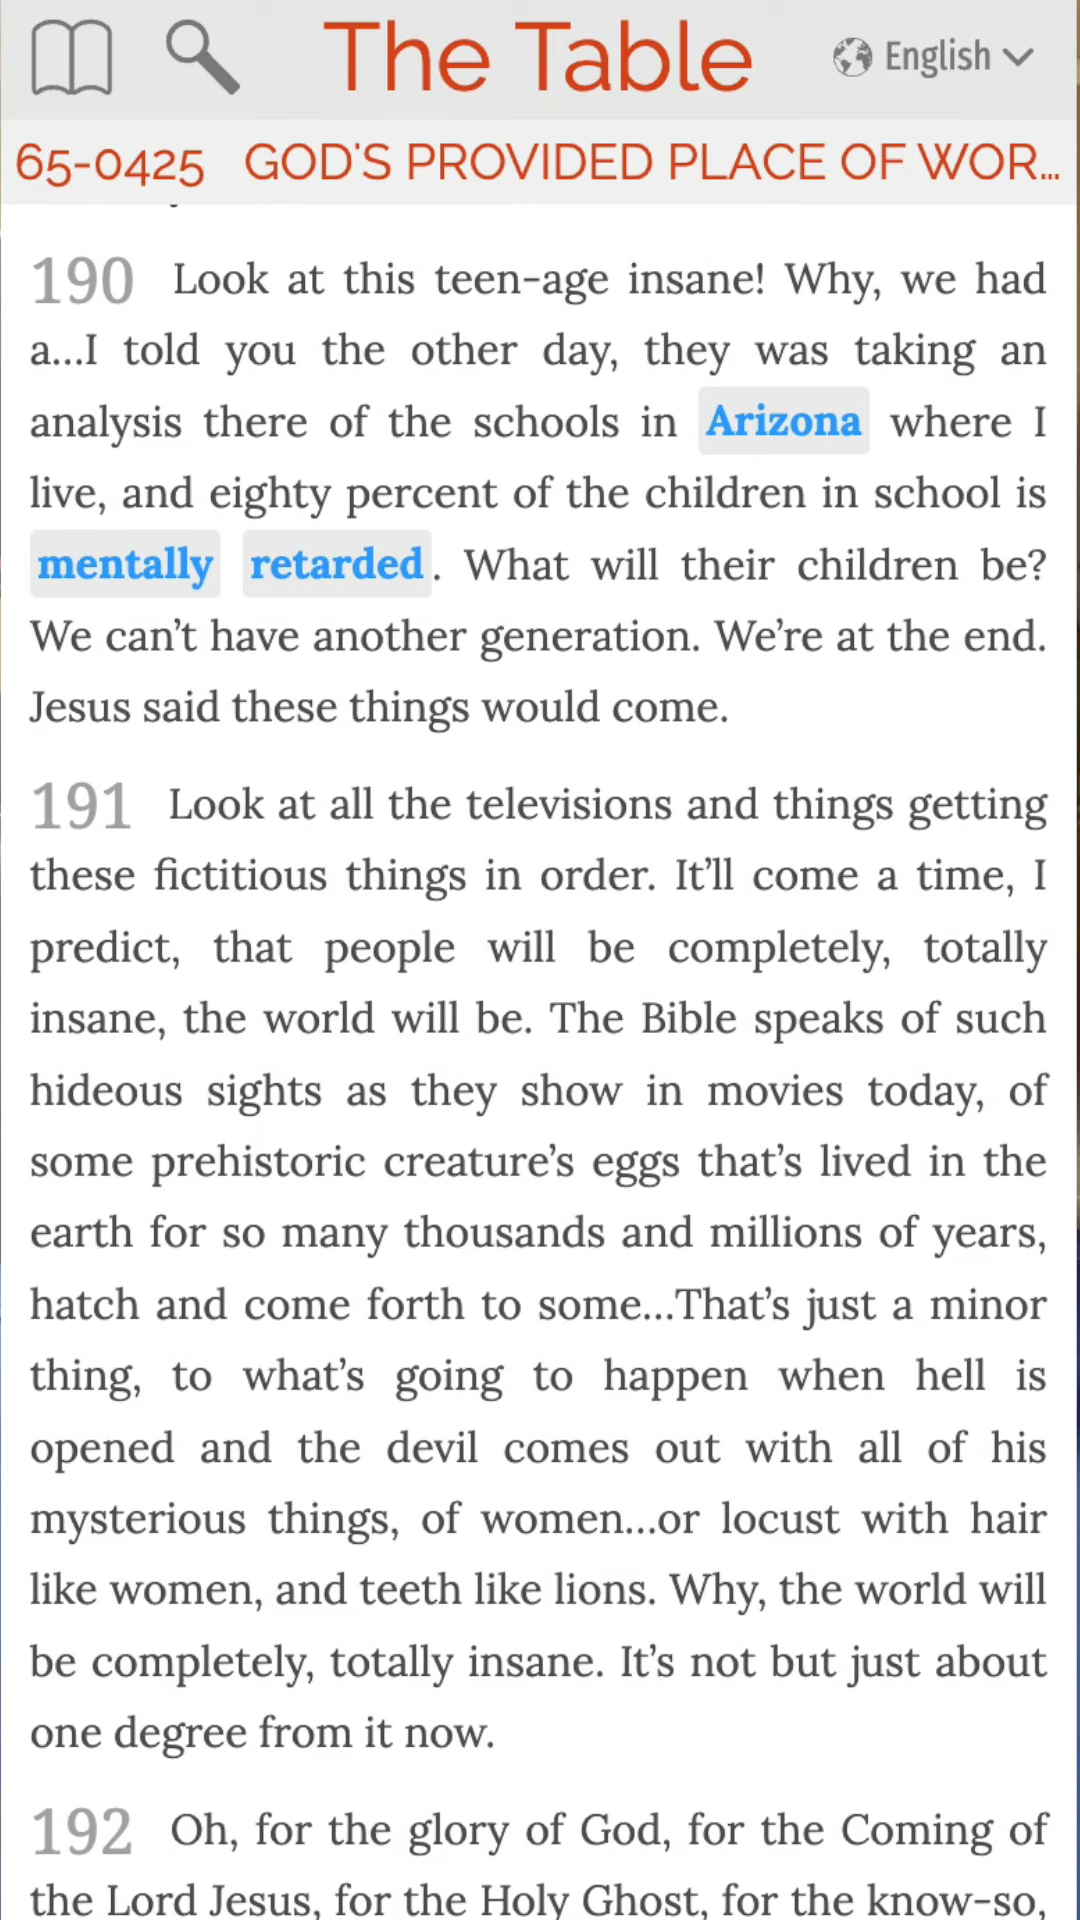 The Table
English
65-0425 GOD'S PROVIDED PLACE OF WOR...
190 Look at this teen-age insane! Why, we had
a...I told you the other day, they was taking an
analysis there of the schools in Arizona where I
live, and eighty percent of the children in school is
mentally retarded. What will their children be?
We can't have another generation. We're at the end.
Jesus said these things would come.
191 Look at all the televisions and things getting
these fictitious things in order. It'll come a time, I
predict, that people will be completely, totally
insane, the world will be. The Bible speaks of such
hideous sights as they show in movies today, of
some prehistoric creature's eggs that's lived in the
earth for so many thousands and millions of years,
hatch and come forth to some...That's just a minor
thing, to what's going to happen when hell is
opened and the devil comes out with all of his
mysterious things, of women...or locust with hair
like women, and teeth like lions. Why, the world will
be completely, totally insane. It's not but just about
one degree from it now.
192 Oh, for the glory of God, for the Coming of
the Lord Jesus, for the Holy Ghost, for the know-so,